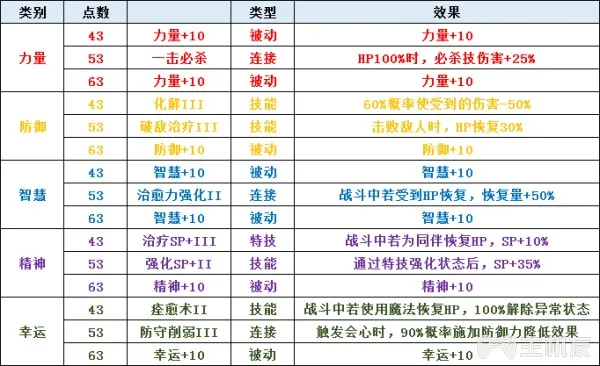 类别 点数 类型 效果
力量 43 力量+10 被动 力量+10
53 一击必杀 连接 HP100%时，必杀技伤害+25%
63 力量+10 被动 力量+10
防御 43 化解III 技能 60%概率使受到的伤害-50%
53 破敌治疗III 技能 击败敌人时，HP恢复30%
63 防御+10 被动 防御+10
智慧 43 智慧+10 被动 智慧+10
53 治愈力强化II 连接 战斗中若受到HP恢复，恢复量+50%
63 智慧+10 被动 智慧+10
精神 43 治疗SP+III 特技 战斗中若为同伴恢复HP，SP+10%
53 强化SP+II 技能 通过特技强化状态后，SP+35%
63 精神+10 被动 精神+10
幸运 43 痊愈术II 技能 战斗中若使用魔法恢复HP，100%解除异常状态
53 防守削弱III 连接 触发会心时，90%概率施加防御力降低效果
63 幸运+10 被动 幸运+10